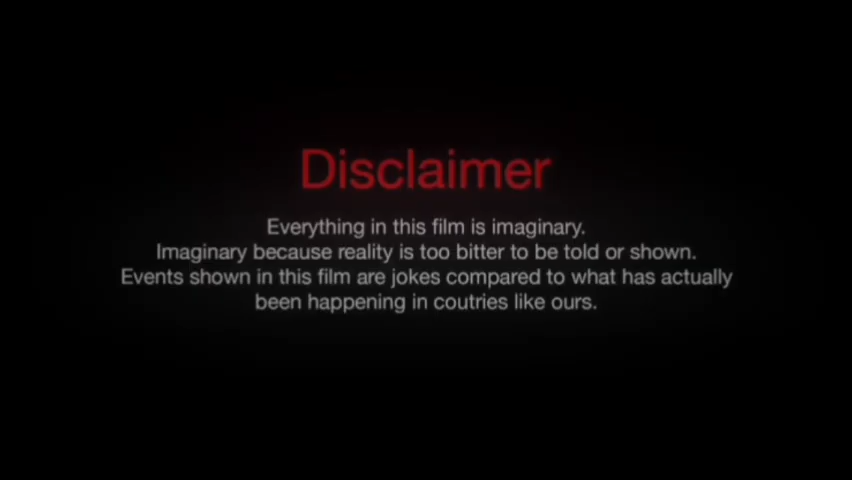 Disclaimer
Everything in this film is imaginary.
Imaginary because reality is too bitter to be told or shown.
Events shown in this film are jokes compared to what has actually
been happening in coutries like ours.